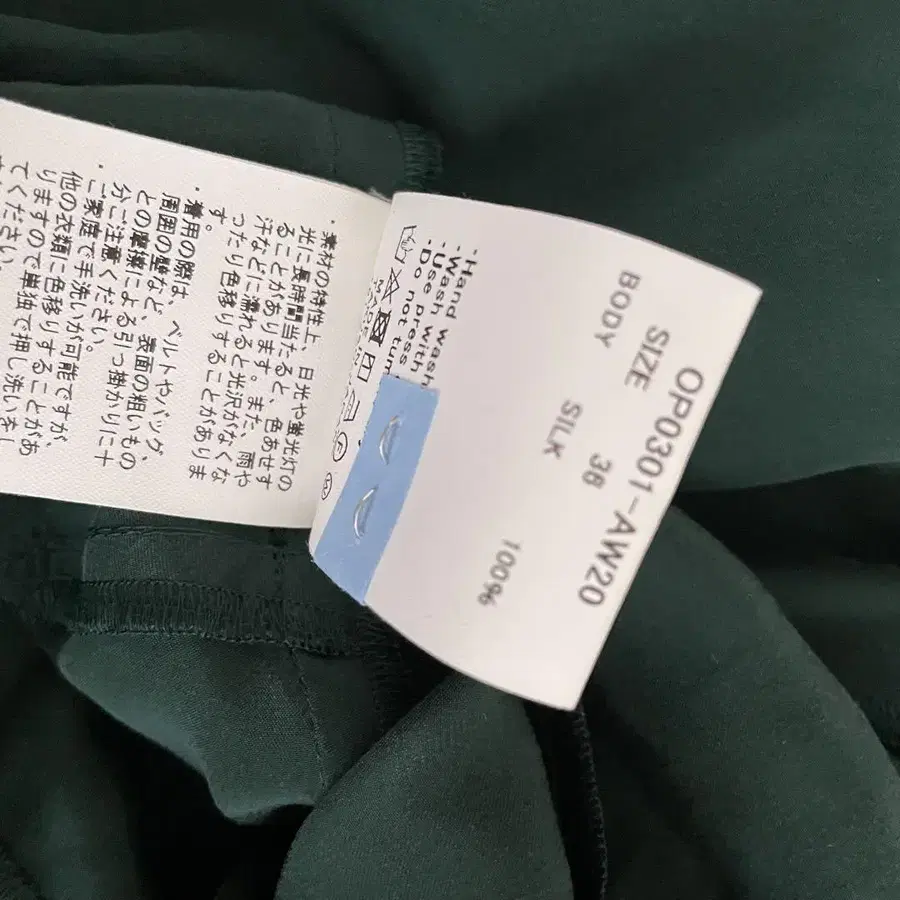 OP0301-AW20
SIZE 38
BODY SILK 100%
·Hand wash
·Wash with
·Use press
·Do not tum
・素材の特性上、日光や蛍光灯の
光に長時間当たると、色あせす
ることがあります。また、雨や
汗などに濡れると光沢がなくな
ったり色移りすることがありま
す。
・着用の際は、ベルトやバッグ、
周囲の壁など、表面の粗いもの
との摩擦による引っ掛かりに十
分ご注意ください。
・ご家庭で手洗いが可能ですが、
他の衣類に色移りすることがあ
りますので単独で押し洗いをし
てください。